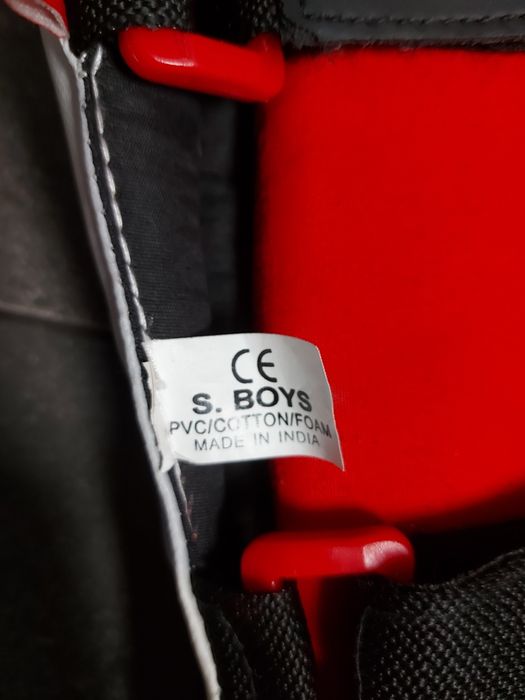 CE
S. BOYS
PVC/COTTON/FOAM
MADE IN INDIA